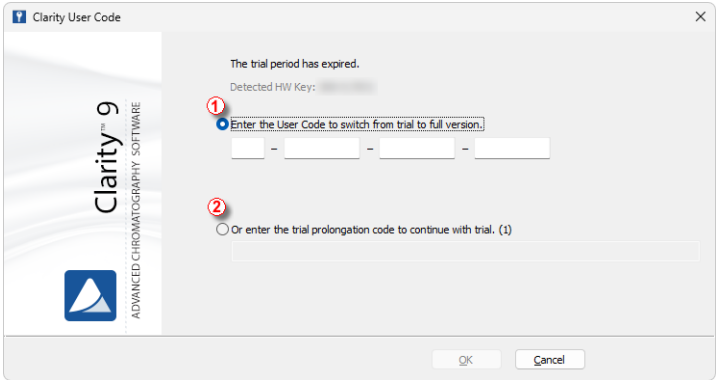 Clarity User Code
The trial period has expired.
Detected HW Key:
1
Enter the User Code to switch from trial to full version.
– – –
2
Or enter the trial prolongation code to continue with trial. (1)
Clarity™ 9
ADVANCED CHROMATOGRAPHY SOFTWARE
OK
Cancel